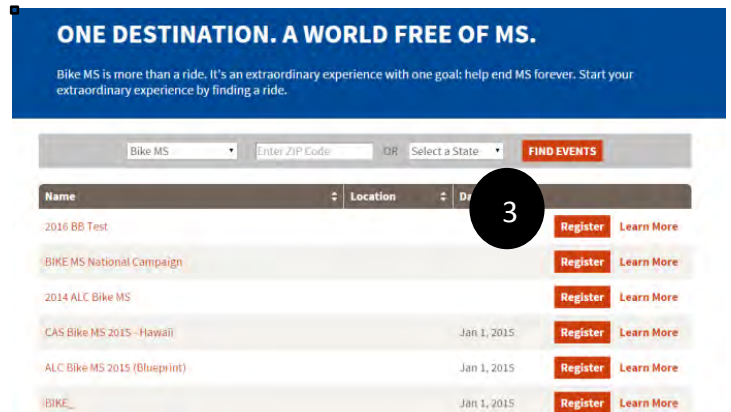 ONE DESTINATION. A WORLD FREE OF MS.
Bike MS is more than a ride. It's an extraordinary experience with one goal: help end MS forever. Start your
extraordinary experience by finding a ride.
Bike MS Enter ZIP Code OR Select a State FIND EVENTS
Name Location Da
3
2016 BB Test Register Learn More
BIKE MS National Campaign Register Learn More
2014 ALC Bike MS Register Learn More
CAS Bike MS 2015 - Hawaii Jan 1, 2015 Register Learn More
ALC Bike MS 2015 (Blueprint) Jan 1, 2015 Register Learn More
BIKE_ Jan 1, 2015 Register Learn More